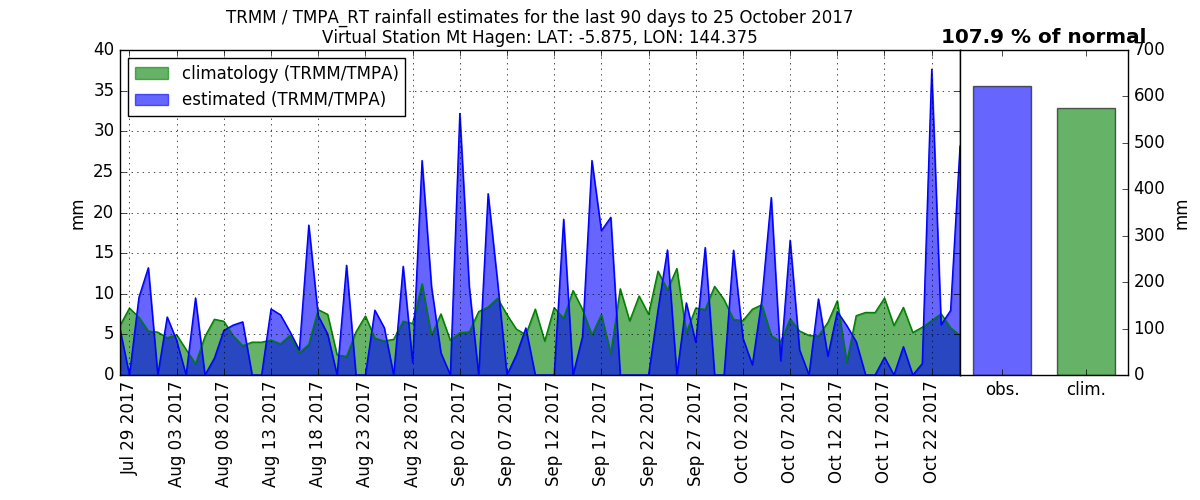 TRMM / TMPA_RT rainfall estimates for the last 90 days to 25 October 2017
Virtual Station Mt Hagen: LAT: -5.875, LON: 144.375
107.9 % of normal
climatology (TRMM/TMPA)
estimated (TRMM/TMPA)
mm
40
35
30
25
20
15
10
5
0
Jul 29 2017
Aug 03 2017
Aug 08 2017
Aug 13 2017
Aug 18 2017
Aug 23 2017
Aug 28 2017
Sep 02 2017
Sep 07 2017
Sep 12 2017
Sep 17 2017
Sep 22 2017
Sep 27 2017
Oct 02 2017
Oct 07 2017
Oct 12 2017
Oct 17 2017
Oct 22 2017
obs.
clim.
700
600
500
400
300
200
100
0
mm